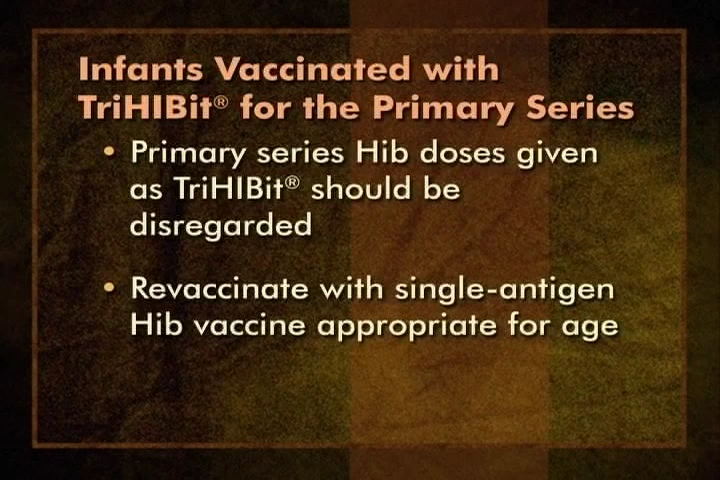 Infants Vaccinated with
TriHIBit® for the Primary Series
• Primary series Hib doses given
as TriHIBit® should be
disregarded
• Revaccinate with single-antigen
Hib vaccine appropriate for age